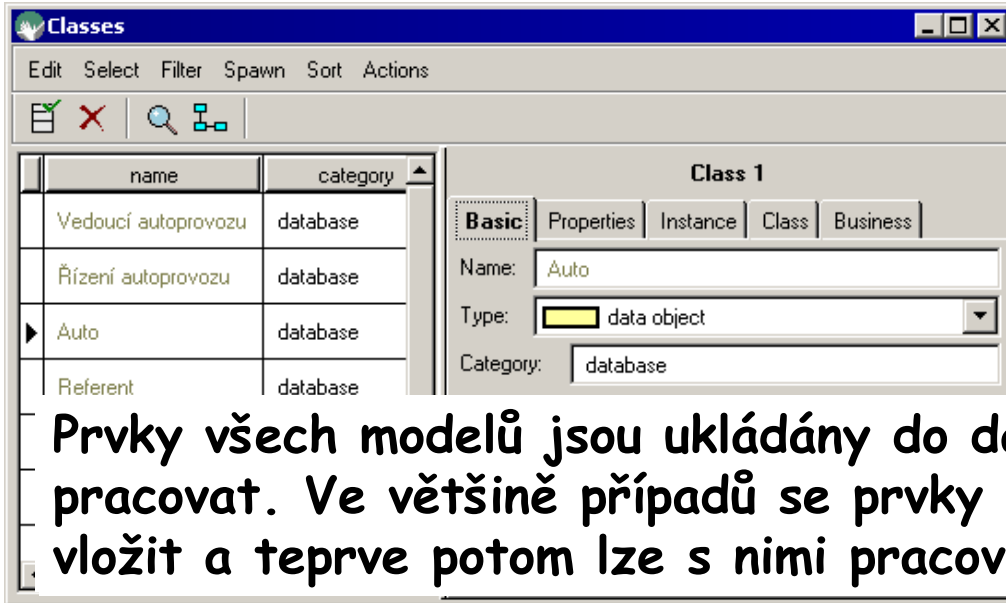 Classes
Edit Select Filter Spawn Sort Actions
name category
Vedoucí autoprovozu database
Řízení autoprovozu database
Auto database
Referent database
Class 1
Basic Properties Instance Class Business
Name: Auto
Type: data object
Category: database
Prvky všech modelů jsou ukládány do
pracovat. Ve většině případů se prvky
vložit a teprve potom lze s nimi